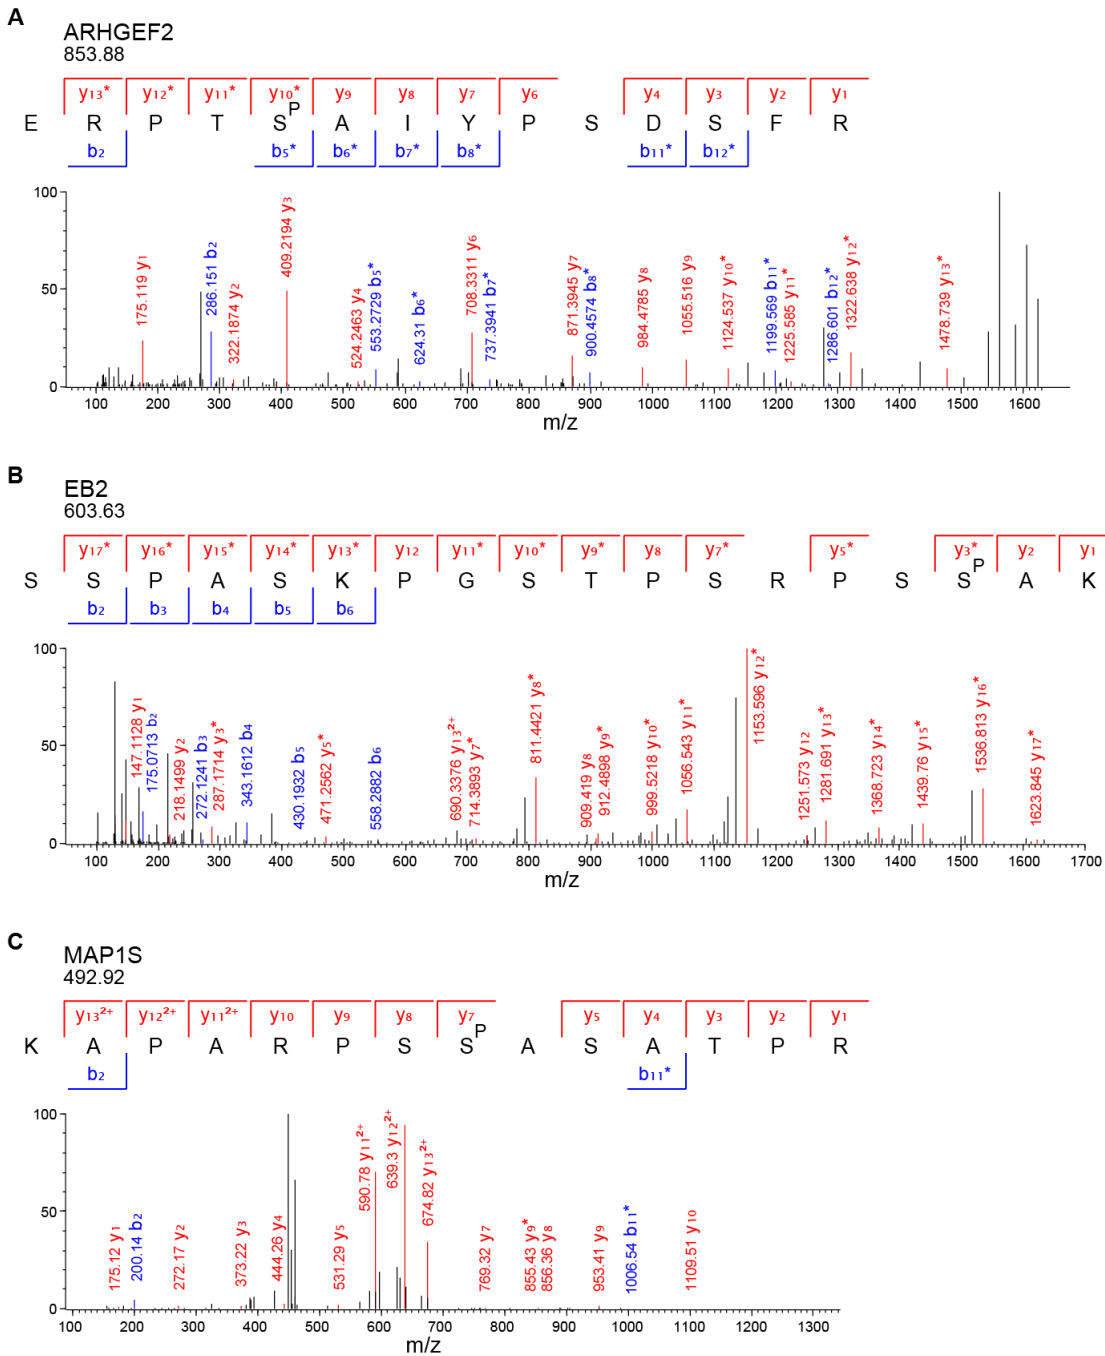 A
ARHGEF2
853.88
y₁₃* y₁₂* y₁₁* y₁₀* y₉ y₈ y₇ y₆ y₄ y₃ y₂ y₁
E R P T Sᴾ A I Y P S D S F R
b₂ b₅* b₆* b₇* b₈* b₁₁* b₁₂*
100
50
0
175.119 y₁
286.151 b₂
322.1874 y₂
409.2194 y₃
524.2463 y₄
553.2729 b₅*
624.31 b₆*
708.3311 y₆
737.3941 b₇*
871.3945 y₇
900.4574 b₈*
984.4785 y₈
1055.516 y₉
1124.537 y₁₀*
1199.569 b₁₁*
1225.585 y₁₁*
1286.601 b₁₂*
1322.638 y₁₂*
1478.739 y₁₃*
100 200 300 400 500 600 700 800 900 1000 1100 1200 1300 1400 1500 1600
m/z
B
EB2
603.63
y₁₇* y₁₆* y₁₅* y₁₄* y₁₃* y₁₂ y₁₁* y₁₀* y₉* y₈ y₇* y₅* y₃* y₂ y₁
S S P A S K P G S T P S R P S Sᴾ A K
b₂ b₃ b₄ b₅ b₆
100
50
0
147.1128 y₁
175.0713 b₂
218.1499 y₂
272.1241 b₃
287.1714 y₃*
343.1612 b₄
430.1932 b₅
471.2562 y₅*
558.2882 b₆
690.3376 y₁₃²⁺
714.3893 y₇*
811.4421 y₈*
909.419 y₈
912.4898 y₉*
999.5218 y₁₀*
1056.543 y₁₁*
1153.596 y₁₂*
1251.573 y₁₂
1281.691 y₁₃*
1368.723 y₁₄*
1439.76 y₁₅*
1536.813 y₁₆*
1623.845 y₁₇*
100 200 300 400 500 600 700 800 900 1000 1100 1200 1300 1400 1500 1600 1700
m/z
C
MAP1S
492.92
y₁₃²⁺ y₁₂²⁺ y₁₁²⁺ y₁₀ y₉ y₈ y₇ y₅ y₄ y₃ y₂ y₁
K A P A R P S Sᴾ A S A T P R
b₂ b₁₁*
100
50
0
175.12 y₁
200.14 b₂
272.17 y₂
373.22 y₃
444.26 y₄
531.29 y₅
590.78 y₁₁²⁺
639.3 y₁₂²⁺
674.82 y₁₃²⁺
769.32 y₇
855.43 y₉*
856.36 y₈
953.41 y₉
1006.54 b₁₁*
1109.51 y₁₀
100 200 300 400 500 600 700 800 900 1000 1100 1200 1300
m/z